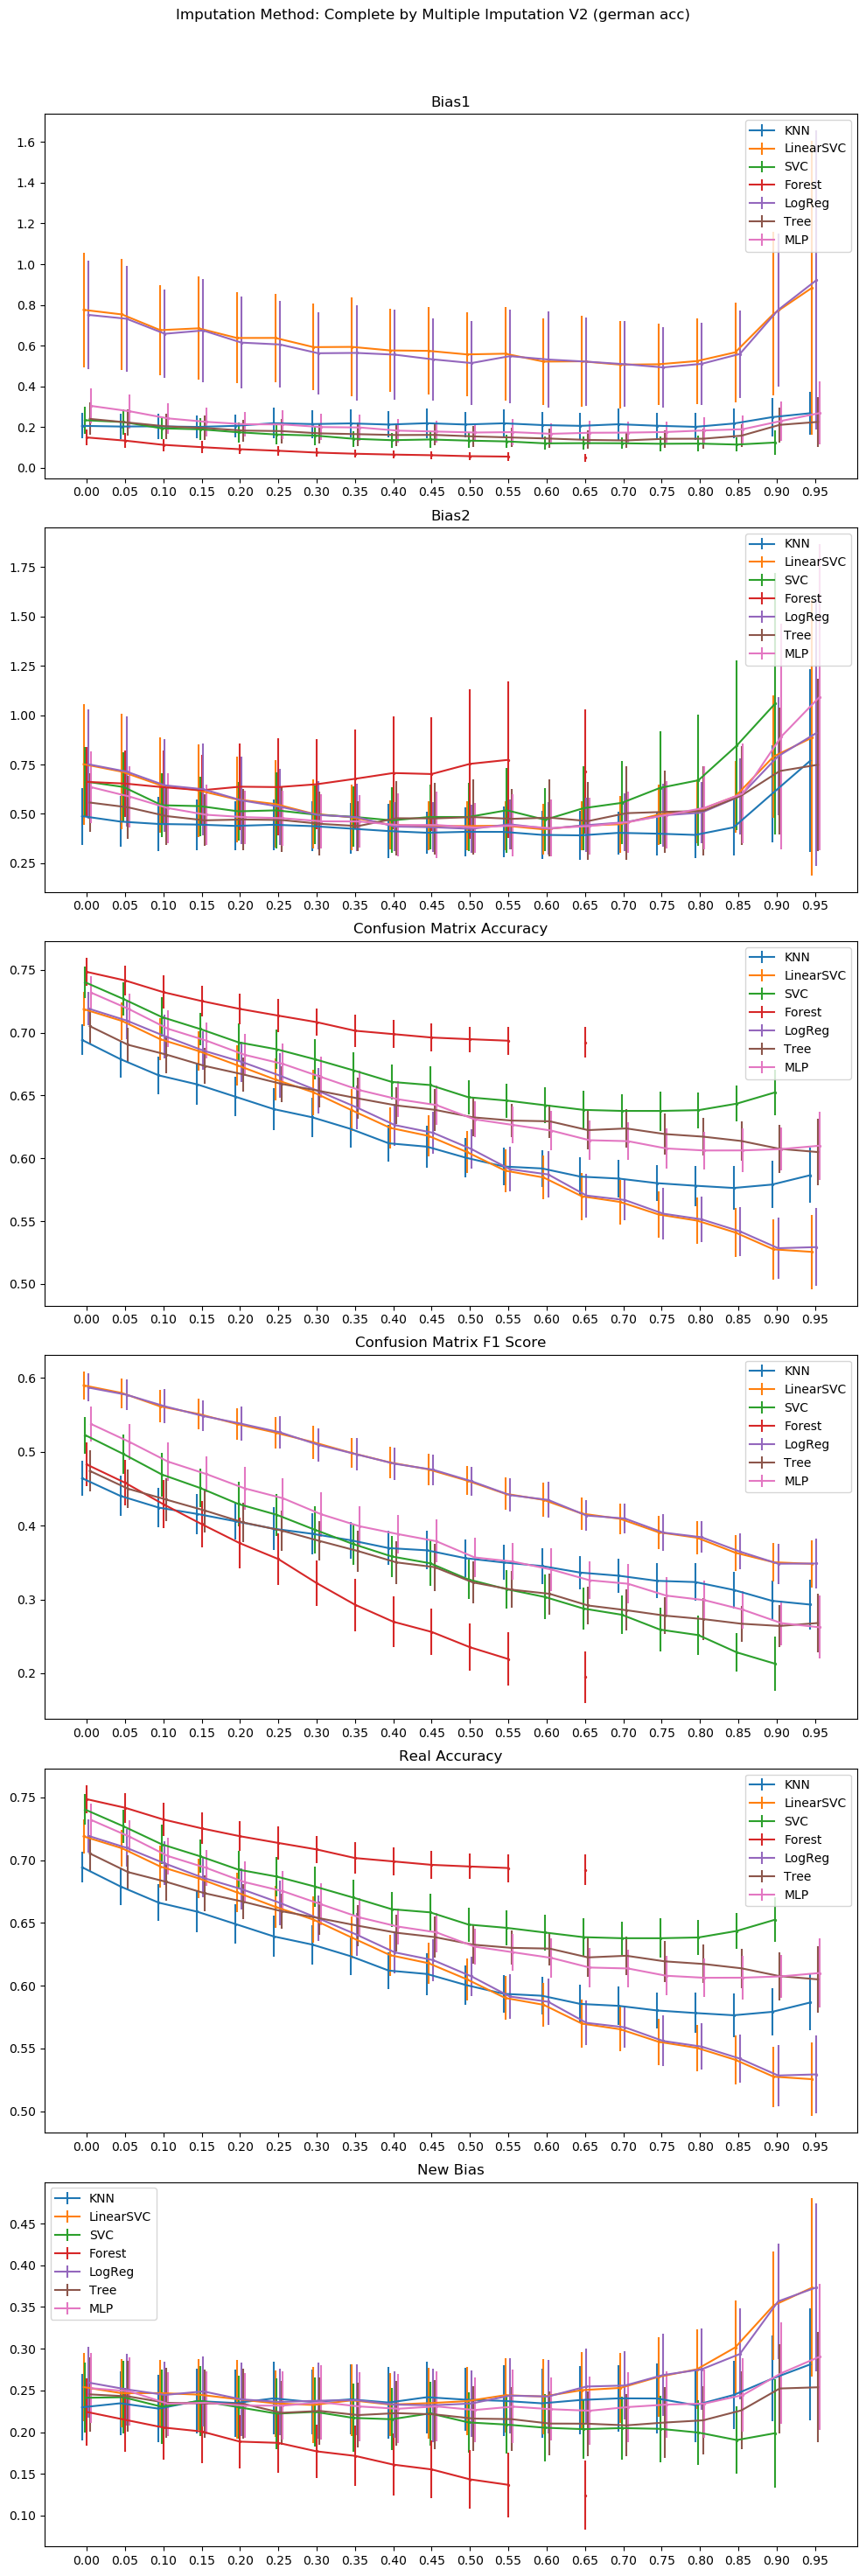 Imputation Method: Complete by Multiple Imputation V2 (german acc)
Bias1
1.6
1.4
1.2
1.0
0.8
0.6
0.4
0.2
0.0
KNN
LinearSVC
SVC
Forest
LogReg
Tree
MLP
0.00 0.05 0.10 0.15 0.20 0.25 0.30 0.35 0.40 0.45 0.50 0.55 0.60 0.65 0.70 0.75 0.80 0.85 0.90 0.95
Bias2
1.75
1.50
1.25
1.00
0.75
0.50
0.25
KNN
LinearSVC
SVC
Forest
LogReg
Tree
MLP
0.00 0.05 0.10 0.15 0.20 0.25 0.30 0.35 0.40 0.45 0.50 0.55 0.60 0.65 0.70 0.75 0.80 0.85 0.90 0.95
Confusion Matrix Accuracy
0.75
0.70
0.65
0.60
0.55
0.50
KNN
LinearSVC
SVC
Forest
LogReg
Tree
MLP
0.00 0.05 0.10 0.15 0.20 0.25 0.30 0.35 0.40 0.45 0.50 0.55 0.60 0.65 0.70 0.75 0.80 0.85 0.90 0.95
Confusion Matrix F1 Score
0.6
0.5
0.4
0.3
0.2
KNN
LinearSVC
SVC
Forest
LogReg
Tree
MLP
0.00 0.05 0.10 0.15 0.20 0.25 0.30 0.35 0.40 0.45 0.50 0.55 0.60 0.65 0.70 0.75 0.80 0.85 0.90 0.95
Real Accuracy
0.75
0.70
0.65
0.60
0.55
0.50
KNN
LinearSVC
SVC
Forest
LogReg
Tree
MLP
0.00 0.05 0.10 0.15 0.20 0.25 0.30 0.35 0.40 0.45 0.50 0.55 0.60 0.65 0.70 0.75 0.80 0.85 0.90 0.95
New Bias
0.45
0.40
0.35
0.30
0.25
0.20
0.15
0.10
KNN
LinearSVC
SVC
Forest
LogReg
Tree
MLP
0.00 0.05 0.10 0.15 0.20 0.25 0.30 0.35 0.40 0.45 0.50 0.55 0.60 0.65 0.70 0.75 0.80 0.85 0.90 0.95